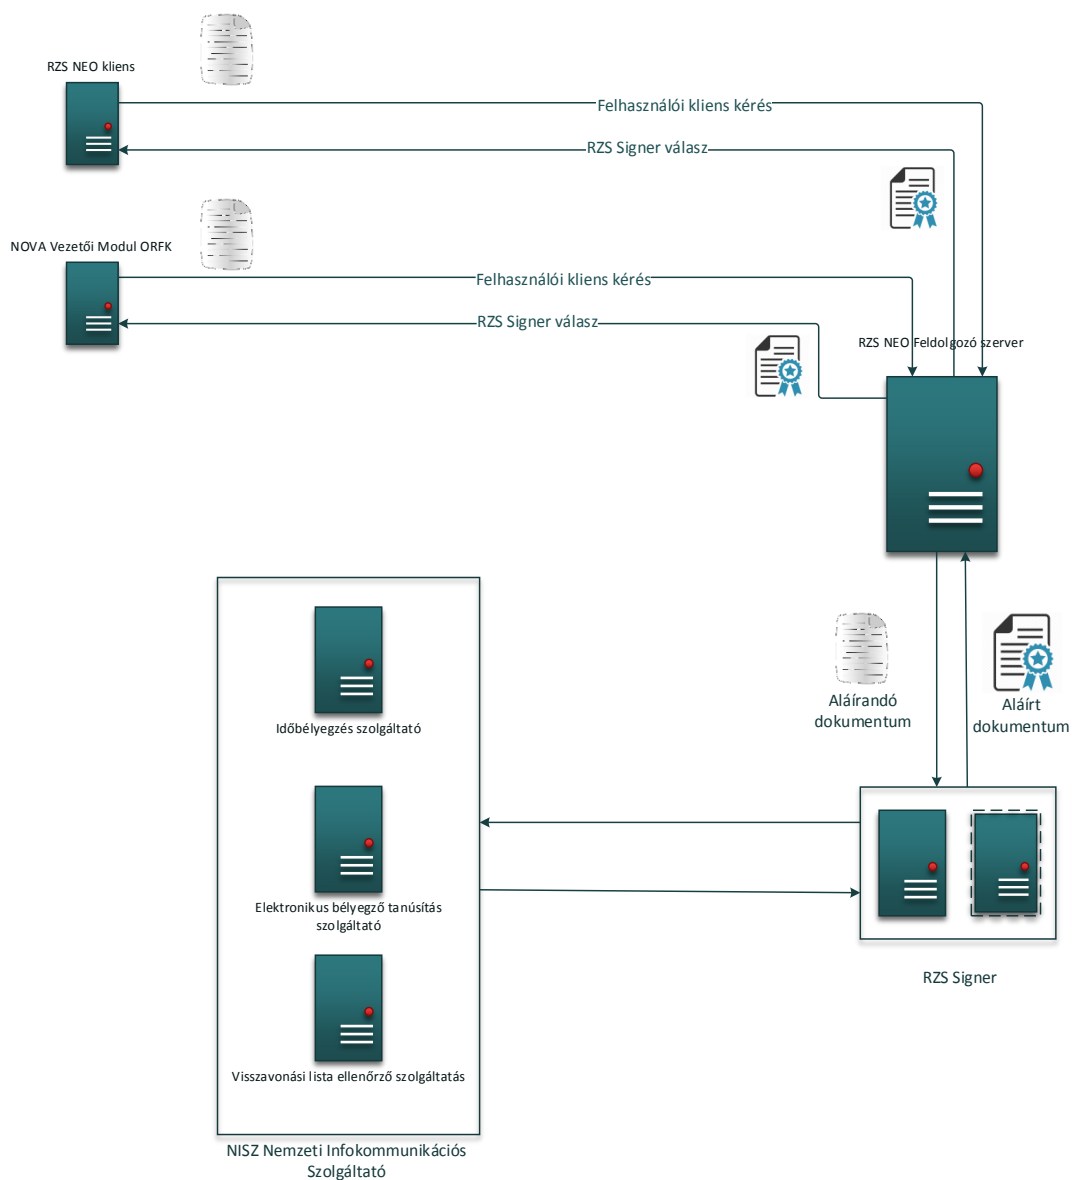 RZS NEO kliens
Felhasználói kliens kérés
RZS Signer válasz
NOVA Vezetői Modul ORFK
Felhasználói kliens kérés
RZS Signer válasz
RZS NEO Feldolgozó szerver
Aláírandó
dokumentum
Aláírt
dokumentum
Időbélyegzés szolgáltató
Elektronikus bélyegző tanúsítás
szolgáltató
RZS Signer
Visszavonási lista ellenőrző szolgáltatás
NISZ Nemzeti Infokommunikációs
Szolgáltató